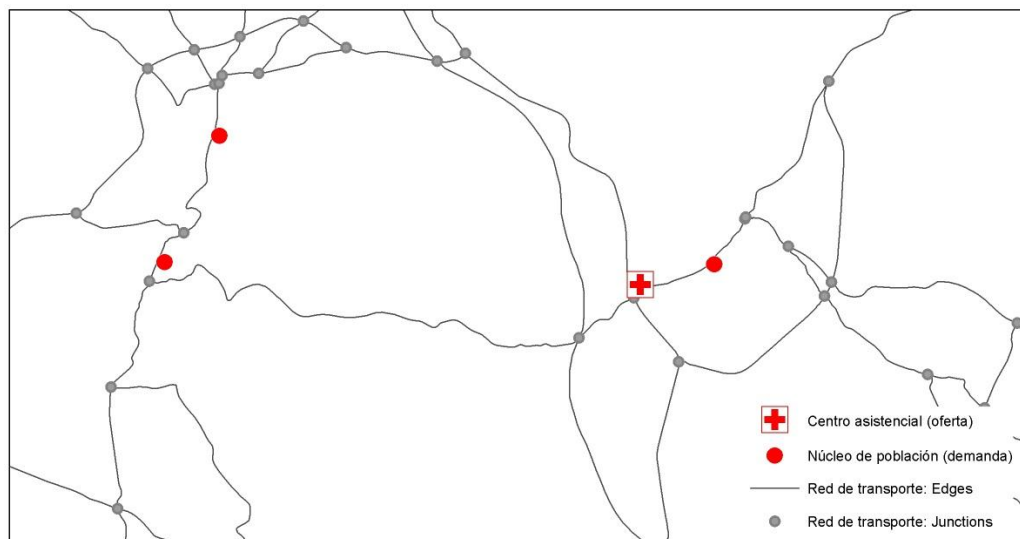 Centro asistencial (oferta)
Núcleo de población (demanda)
Red de transporte: Edges
Red de transporte: Junctions